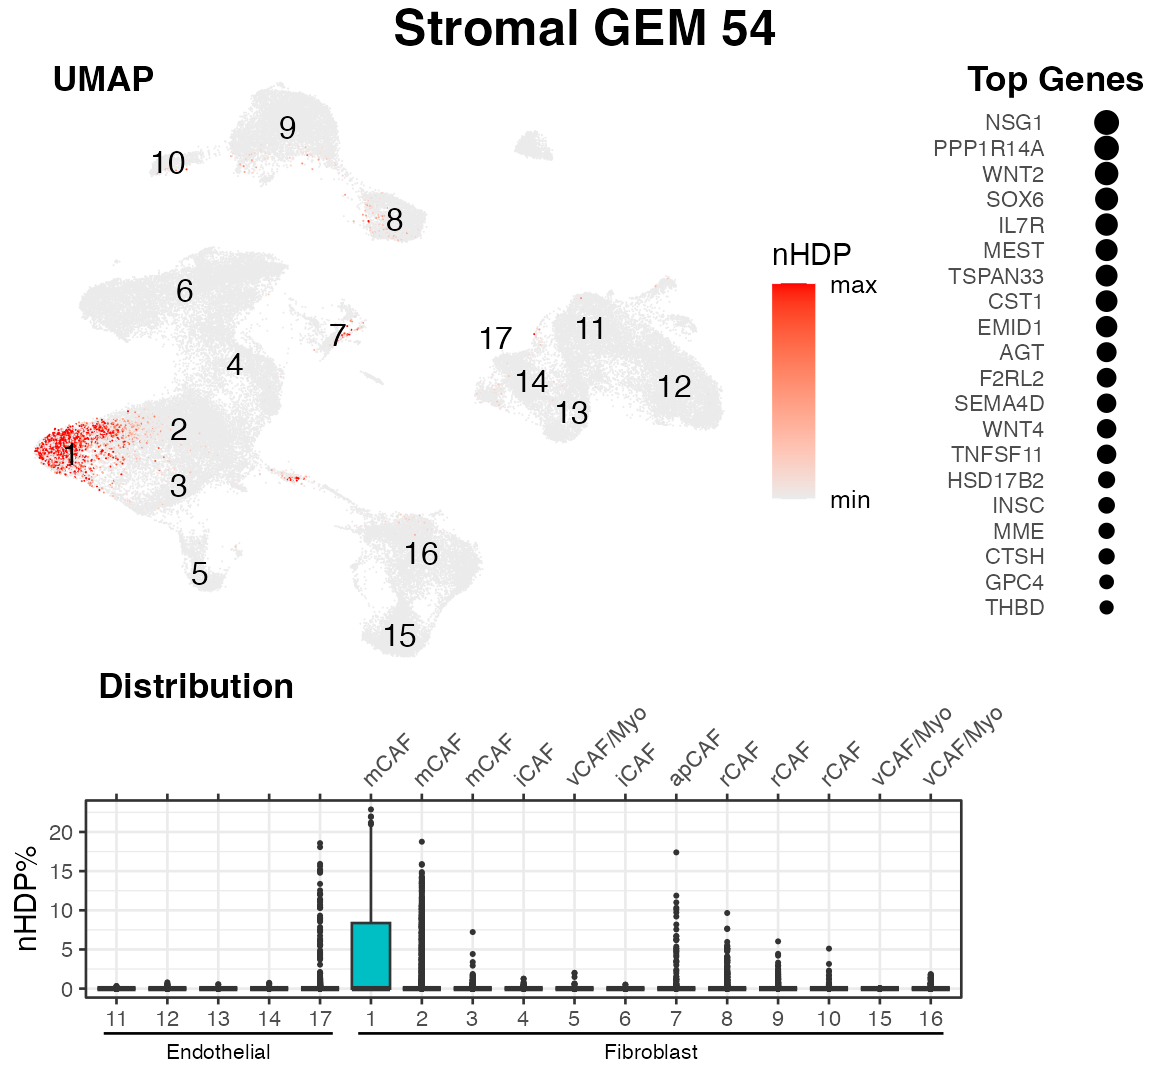 Stromal GEM 54
UMAP
9
10
8
6
7
4
2
1
3
5
16
15
17
11
14
12
13
nHDP
max
min
Top Genes
NSG1
PPP1R14A
WNT2
SOX6
IL7R
MEST
TSPAN33
CST1
EMID1
AGT
F2RL2
SEMA4D
WNT4
TNFSF11
HSD17B2
INSC
MME
CTSH
GPC4
THBD
Distribution
mCAF
mCAF
mCAF
iCAF
vCAF/Myo
iCAF
apCAF
rCAF
rCAF
rCAF
vCAF/Myo
vCAF/Myo
nHDP%
20
15
10
5
0
11 12 13 14 17 1 2 3 4 5 6 7 8 9 10 15 16
Endothelial Fibroblast